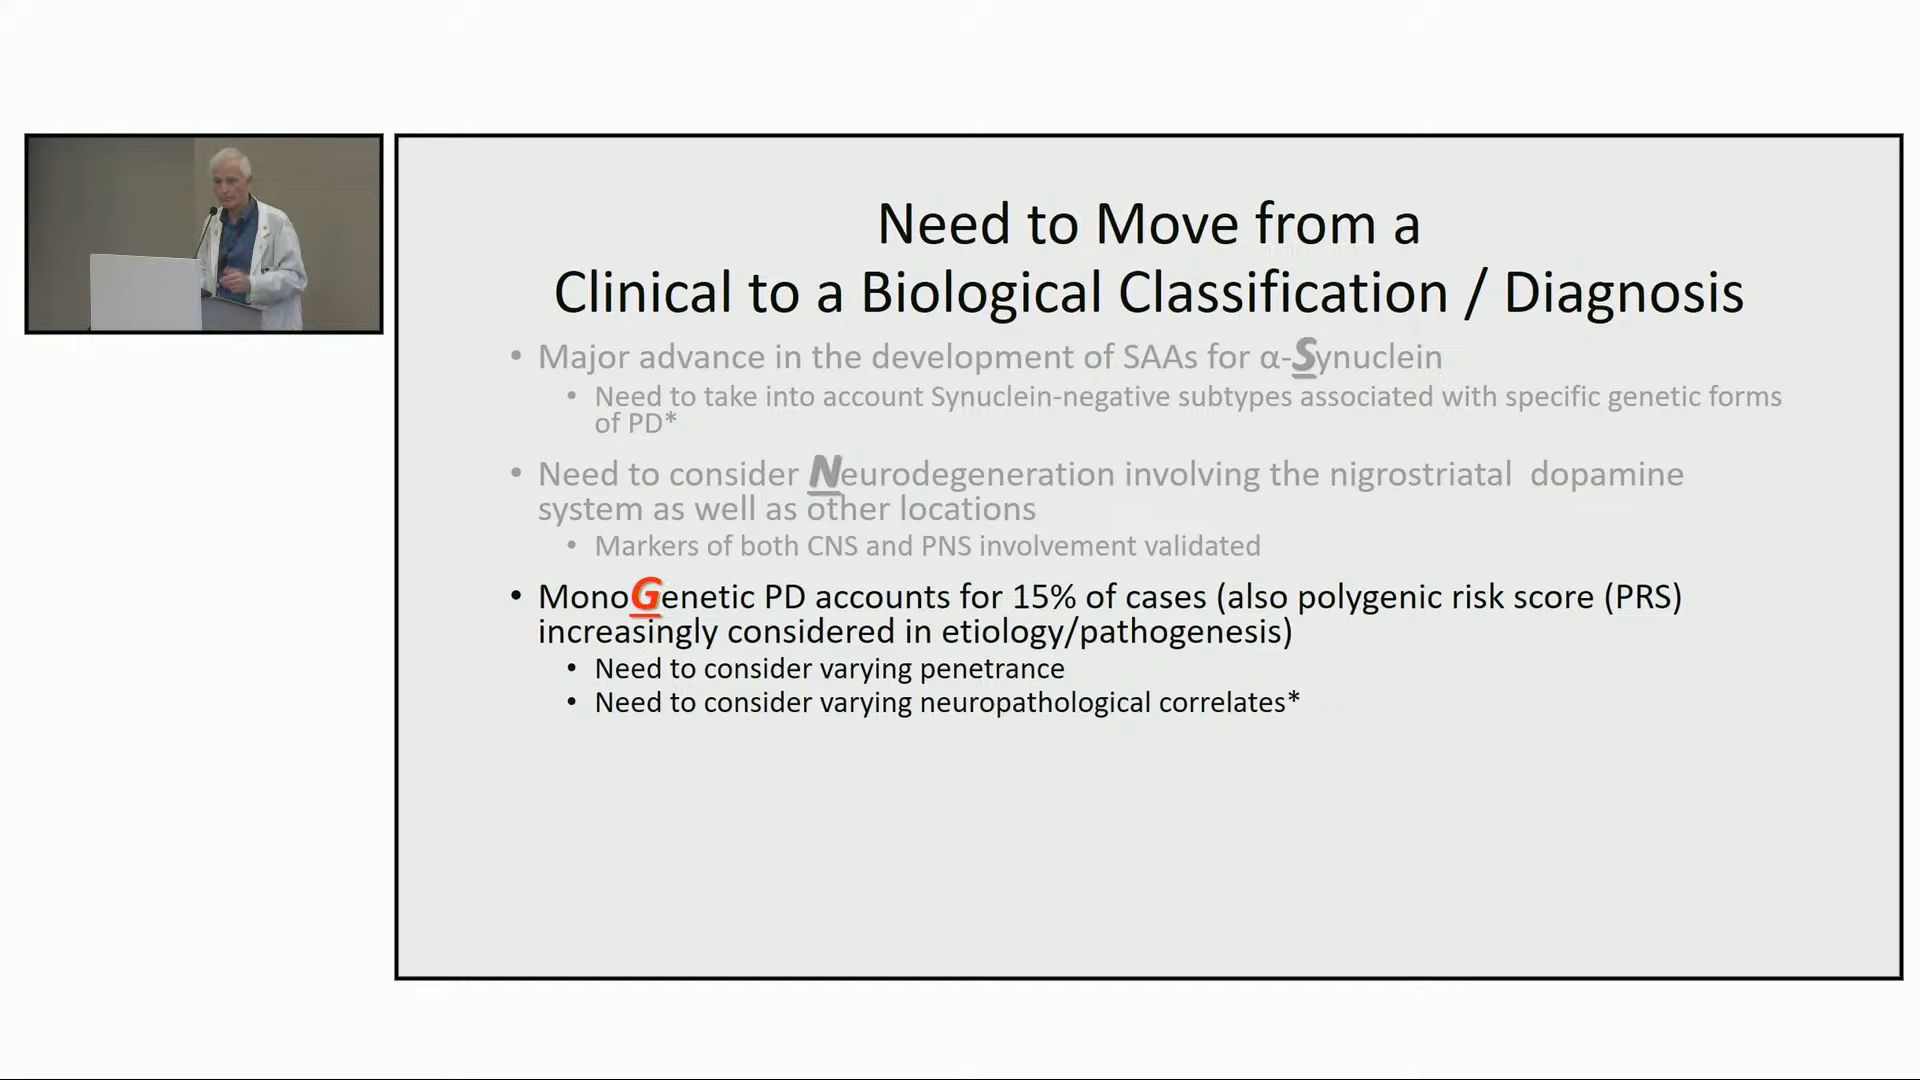 Need to Move from a
Clinical to a Biological Classification / Diagnosis
• Major advance in the development of SAAs for α-Synuclein
• Need to take into account Synuclein-negative subtypes associated with specific genetic forms
of PD*
• Need to consider Neurodegeneration involving the nigrostriatal dopamine
system as well as other locations
• Markers of both CNS and PNS involvement validated
• MonoGenetic PD accounts for 15% of cases (also polygenic risk score (PRS)
increasingly considered in etiology/pathogenesis)
• Need to consider varying penetrance
• Need to consider varying neuropathological correlates*